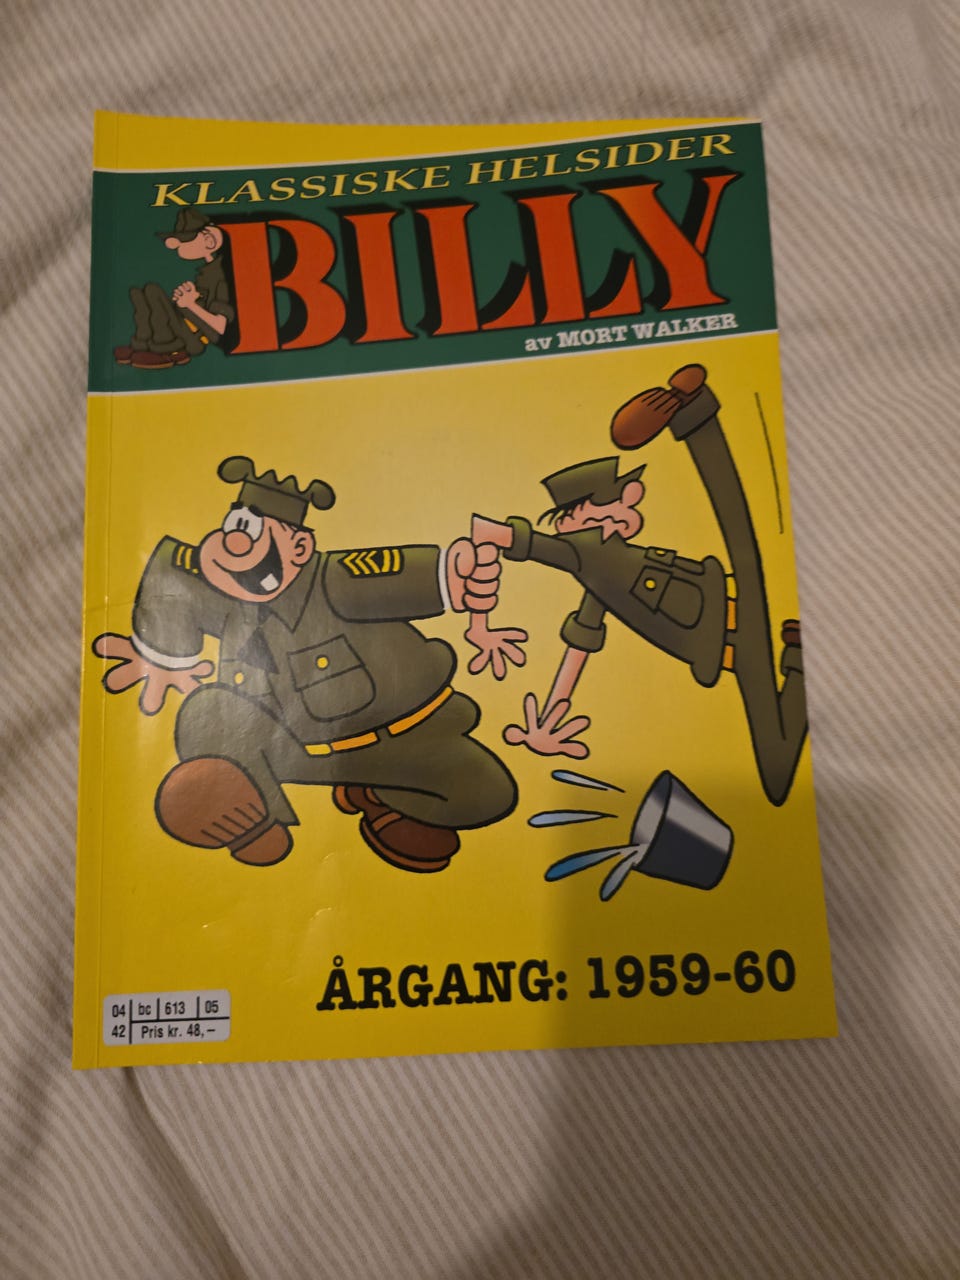 KLASSISKE HELSIDER
BILLY
av MORT WALKER
ÅRGANG: 1959-60
04 bc 613 05
42 Pris kr. 48,–